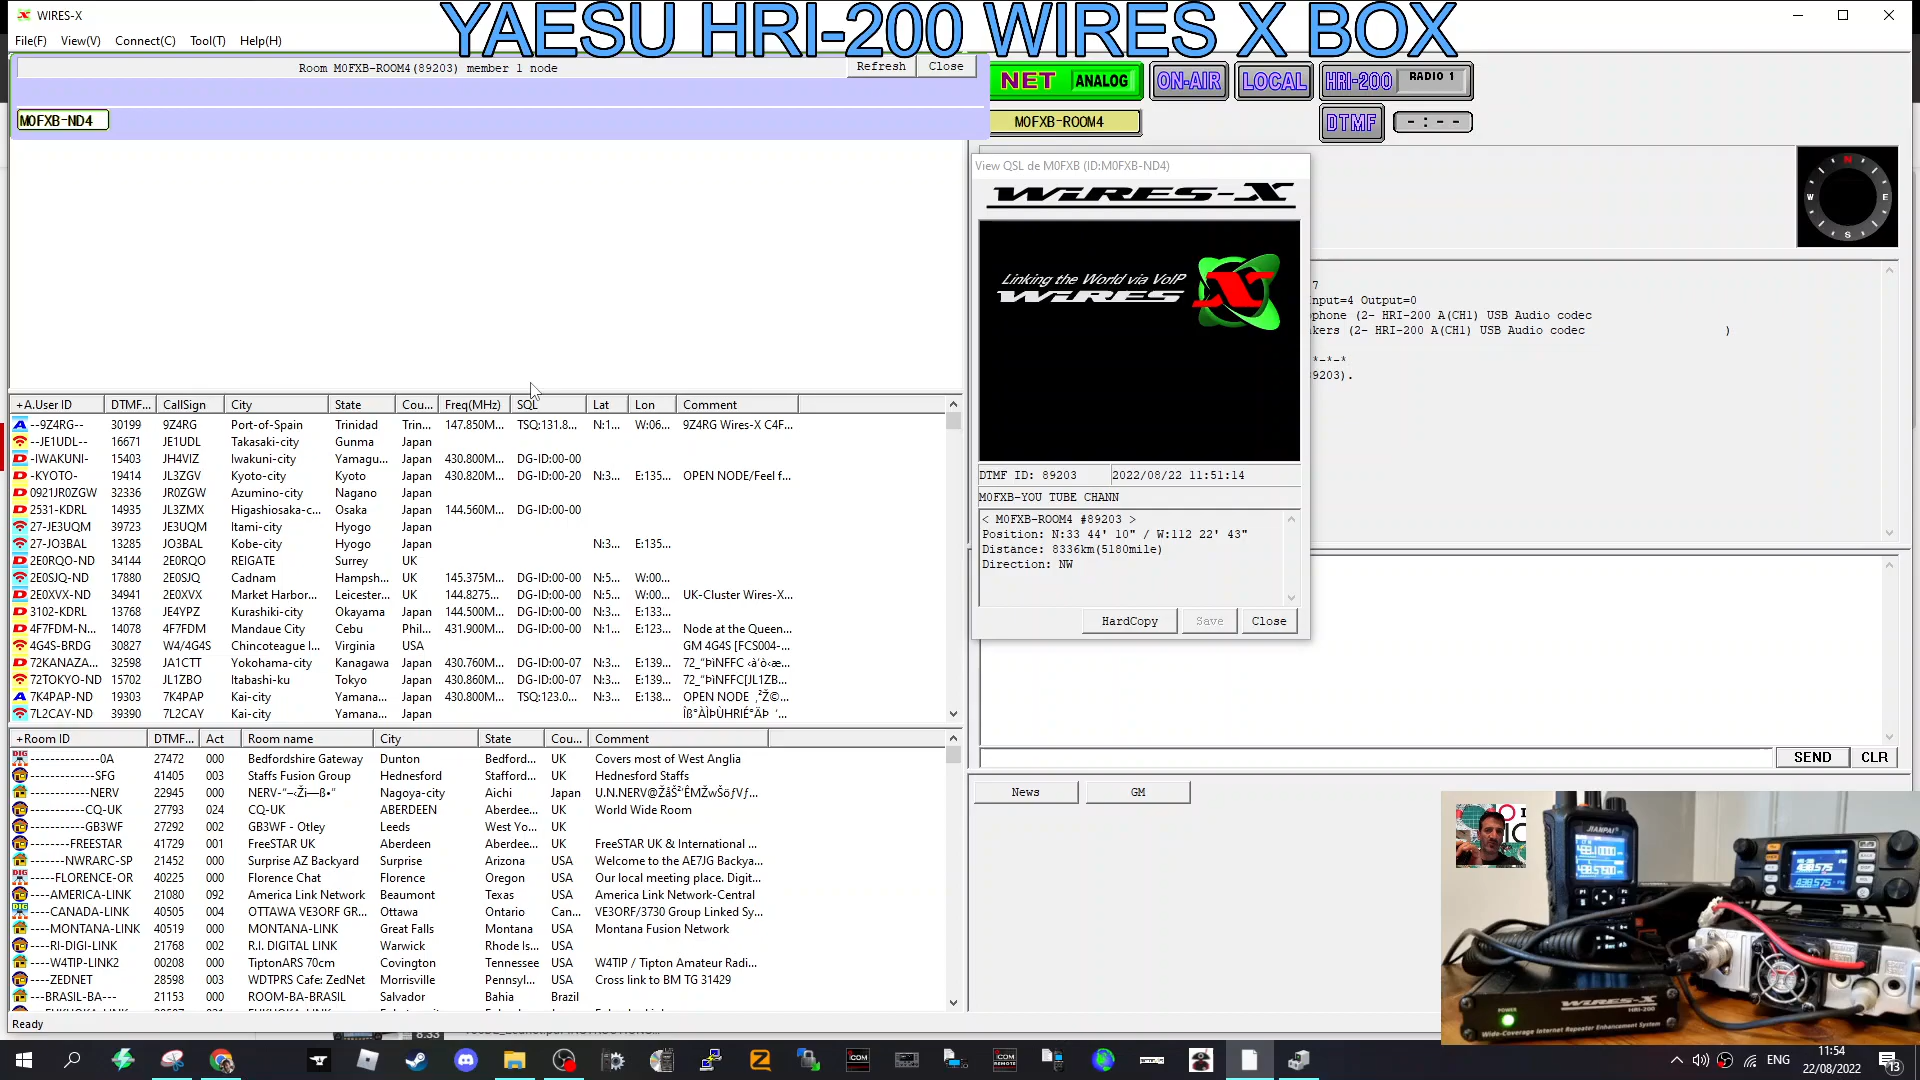 WIRES-X
YAESU HRI-200 WIRES X BOX
File(F) View(V) Connect(C) Tool(T) Help(H)
Room M0FXB-ROOM4(89203) member 1 node Refresh Close
M0FXB-ND4
NET ANALOG ON-AIR LOCAL HRI-200 RADIO 1
M0FXB-ROOM4 DTMF -:--
N W E S
View QSL de M0FXB (ID:M0FXB-ND4)
WIRES-X
Linking the World via VoIP
WIRES X
DTMF ID: 89203 2022/08/22 11:51:14
M0FXB-YOU TUBE CHANN
< M0FXB-ROOM4 #89203 >
Position: N:33 44' 10" / W:112 22' 43"
Distance: 8336km(5180mile)
Direction: NW
HardCopy Save Close
7
nput=4 Output=0
phone (2- HRI-200 A(CH1) USB Audio codec
kers (2- HRI-200 A(CH1) USB Audio codec )
*-*-*
9203).
+A.User ID DTMF... CallSign City State Cou... Freq(MHz) SQL Lat Lon Comment
A --9Z4RG-- 30199 9Z4RG Port-of-Spain Trinidad Trin... 147.850M... TSQ:131.8... N:1... W:06... 9Z4RG Wires-X C4F...
--JE1UDL-- 16671 JE1UDL Takasaki-city Gunma Japan
D -IWAKUNI- 15403 JH4VIZ Iwakuni-city Yamagu... Japan 430.800M... DG-ID:00-00
D -KYOTO- 19414 JL3ZGV Kyoto-city Kyoto Japan 430.820M... DG-ID:00-20 N:3... E:135... OPEN NODE/Feel f...
D 0921JR0ZGW 32336 JR0ZGW Azumino-city Nagano Japan
D 2531-KDRL 14935 JL3ZMX Higashiosaka-c... Osaka Japan 144.560M... DG-ID:00-00
27-JE3UQM 39723 JE3UQM Itami-city Hyogo Japan
27-JO3BAL 13285 JO3BAL Kobe-city Hyogo Japan N:3... E:135...
D 2E0RQO-ND 34144 2E0RQO REIGATE Surrey UK
2E0SJQ-ND 17880 2E0SJQ Cadnam Hampsh... UK 145.375M... DG-ID:00-00 N:5... W:00...
D 2E0XVX-ND 34941 2E0XVX Market Harbor... Leicester... UK 144.8275... DG-ID:00-00 N:5... W:00... UK-Cluster Wires-X...
D 3102-KDRL 13768 JE4YPZ Kurashiki-city Okayama Japan 144.500M... DG-ID:00-00 N:3... E:133...
D 4F7FDM-N... 14078 4F7FDM Mandaue City Cebu Phil... 431.900M... DG-ID:00-00 N:1... E:123... Node at the Queen...
4G4S-BRDG 30827 W4/4G4S Chincoteague I... Virginia USA GM 4G4S [FCS004-...
D 72KANAZA... 32598 JA1CTT Yokohama-city Kanagawa Japan 430.760M... DG-ID:00-07 N:3... E:139...
72TOKYO-ND 15702 JL1ZBO Itabashi-ku Tokyo Japan 430.860M... DG-ID:00-07 N:3... E:139...
A 7K4PAP-ND 19303 7K4PAP Kai-city Yamana... Japan 430.800M... TSQ:123.0... N:3... E:138... OPEN NODE
7L2CAY-ND 39390 7L2CAY Kai-city Yamana... Japan
+Room ID DTMF... Act Room name City State Cou... Comment
DIG --------------0A 27472 000 Bedfordshire Gateway Dunton Bedford... UK Covers most of West Anglia
-------------SFG 41405 003 Staffs Fusion Group Hednesford Stafford... UK Hednesford Staffs
------------NERV 22945 000 Nagoya-city Aichi Japan
-----------CQ-UK 27793 024 CQ-UK ABERDEEN Aberdee... UK World Wide Room
-----------GB3WF 27292 002 GB3WF - Otley Leeds West Yo... UK
--------FREESTAR 41729 001 FreeSTAR UK Aberdeen Aberdee... UK FreeSTAR UK & International ...
-------NWRARC-SP 21452 000 Surprise AZ Backyard Surprise Arizona USA Welcome to the AE7JG Backya...
DIG -----FLORENCE-OR 40225 000 Florence Chat Florence Oregon USA Our local meeting place. Digit...
----AMERICA-LINK 21080 092 America Link Network Beaumont Texas USA America Link Network-Central
DIG ----CANADA-LINK 40505 004 OTTAWA VE3ORF GR... Ottawa Ontario Can... VE3ORF/3730 Group Linked Sy...
----MONTANA-LINK 40519 000 MONTANA-LINK Great Falls Montana USA Montana Fusion Network
----RI-DIGI-LINK 21768 002 R.I. DIGITAL LINK Warwick Rhode Is... USA
----W4TIP-LINK2 00208 000 TiptonARS 70cm Covington Tennessee USA W4TIP / Tipton Amateur Radi...
----ZEDNET 28598 003 WDTPRS Cafe: ZedNet Morrisville Pennsyl... USA Cross link to BM TG 31429
---BRASIL-BA--- 21153 000 ROOM-BA-BRASIL Salvador Bahia Brazil
SEND CLR
News GM
JIANPAI
438.575
WIRES-X
HRI-200
POWER
Wide-Coverage Internet Repeater Enhancement System
Ready
ENG 11:54
22/08/2022
13